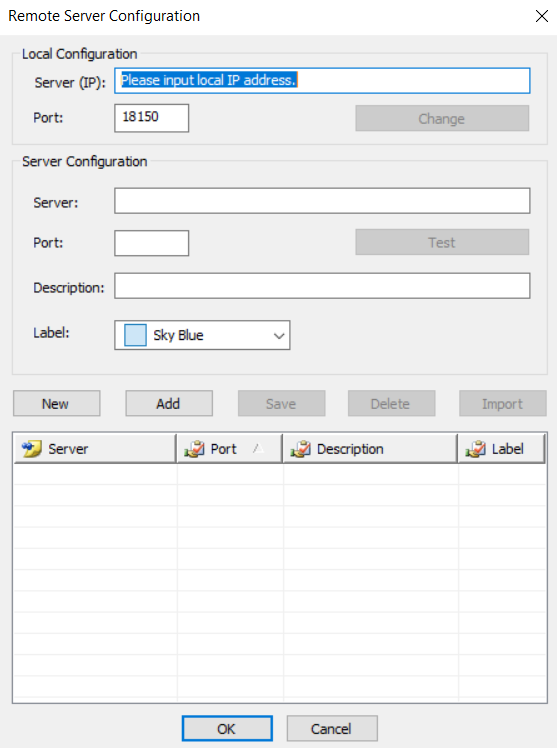 Remote Server Configuration
Local Configuration
Server (IP): Please input local IP address.
Port: 18150 Change
Server Configuration
Server:
Port: Test
Description:
Label: Sky Blue
New Add Save Delete Import
Server Port Description Label
OK Cancel